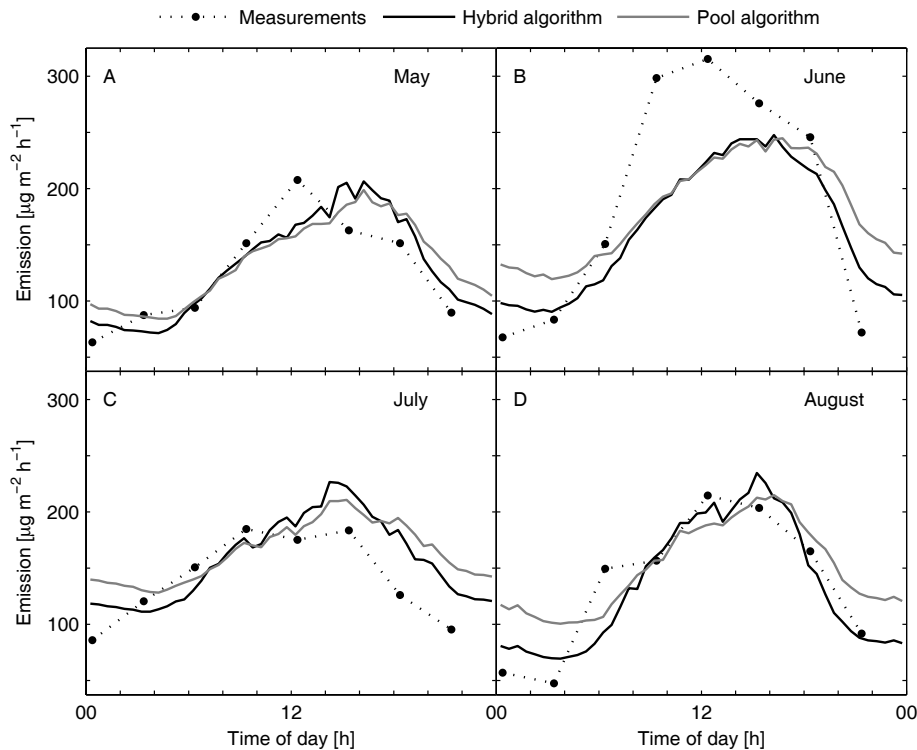 Measurements Hybrid algorithm Pool algorithm
A May
B June
300
200
100
Emission [µg m⁻² h⁻¹]
C July
D August
300
200
100
Emission [µg m⁻² h⁻¹]
00 12 00 12 00
Time of day [h] Time of day [h]